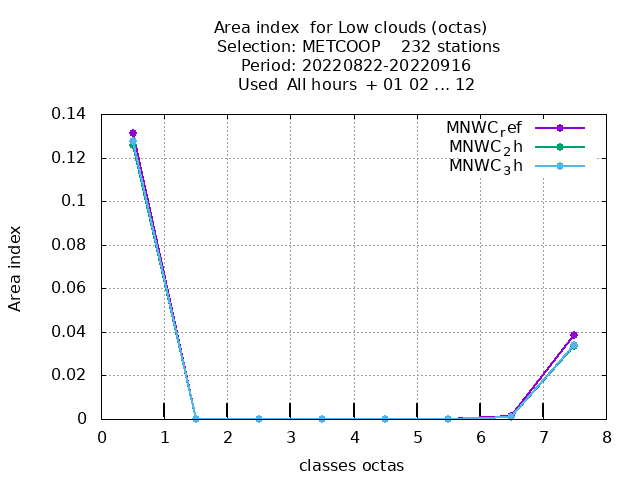 Area index  for Low clouds (octas)
Selection: METCOOP    232 stations
Period: 20220822-20220916
Used  All hours  + 01 02 ... 12
0.14
0.12
0.1
0.08
0.06
0.04
0.02
0
Area index
MNWC_ref
MNWC_2h
MNWC_3h
0 1 2 3 4 5 6 7 8
classes octas